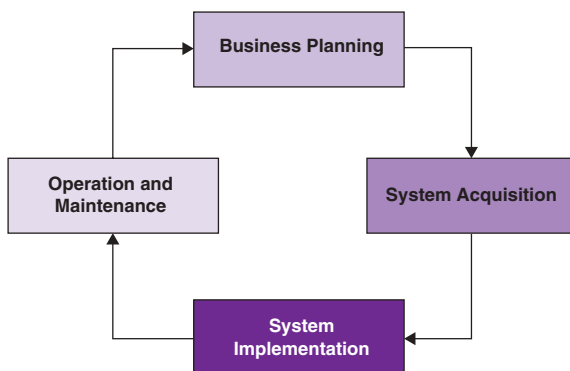 Business Planning
Operation and
Maintenance
System Acquisition
System
Implementation